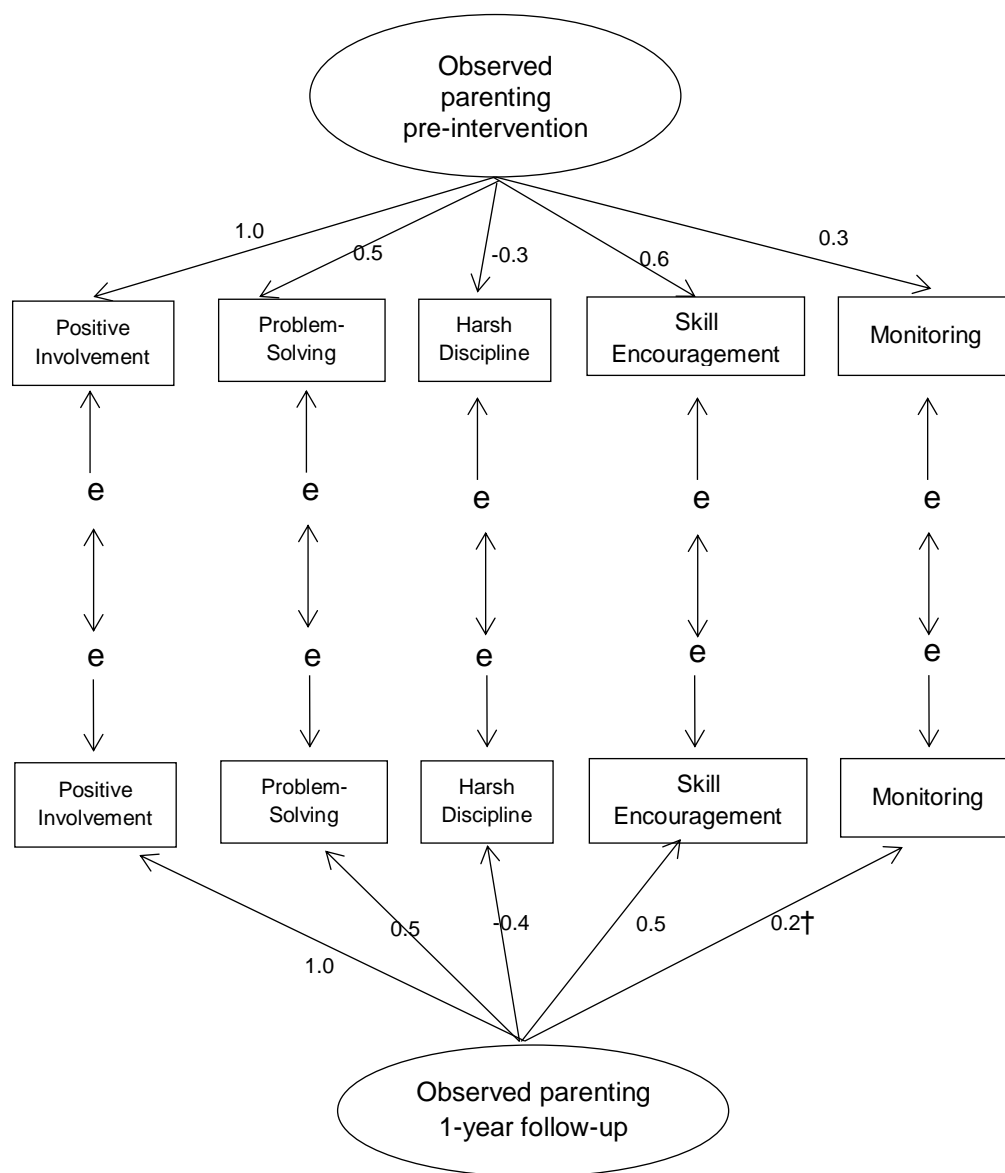 Observed
parenting
pre-intervention
1.0
0.5
-0.3
0.6
0.3
Positive
Involvement
Problem-
Solving
Harsh
Discipline
Skill
Encouragement
Monitoring
e
e
e
e
e
e
e
e
e
e
Positive
Involvement
Problem-
Solving
Harsh
Discipline
Skill
Encouragement
Monitoring
1.0
0.5
-0.4
0.5
0.2†
Observed parenting
1-year follow-up